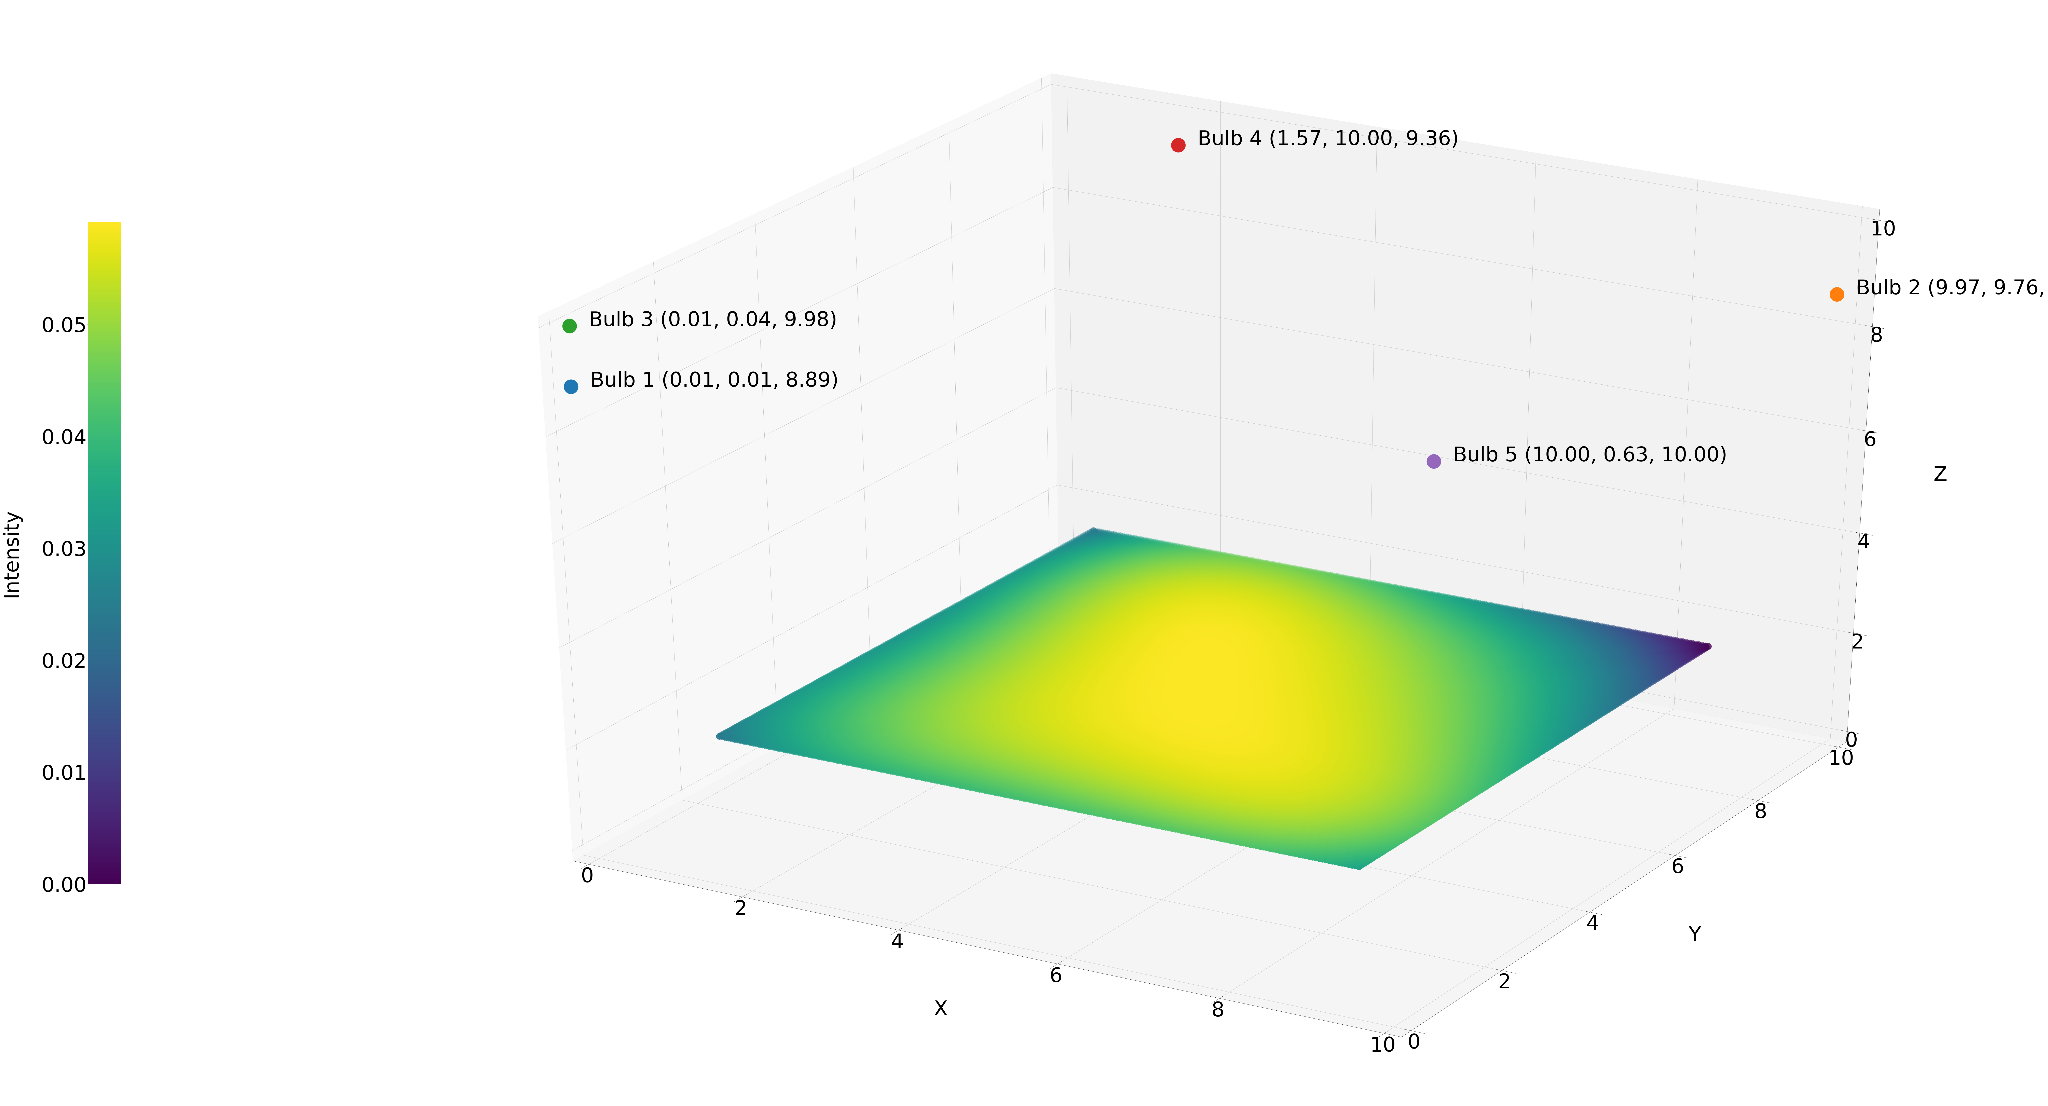 Bulb 4 (1.57, 10.00, 9.36)
Bulb 2 (9.97, 9.76,
Bulb 3 (0.01, 0.04, 9.98)
Bulb 1 (0.01, 0.01, 8.89)
Bulb 5 (10.00, 0.63, 10.00)
Intensity
0.05
0.04
0.03
0.02
0.01
0.00
10
8
6
4
2
0
Z
0
2
4
6
8
10
X
0
2
4
6
8
10
Y